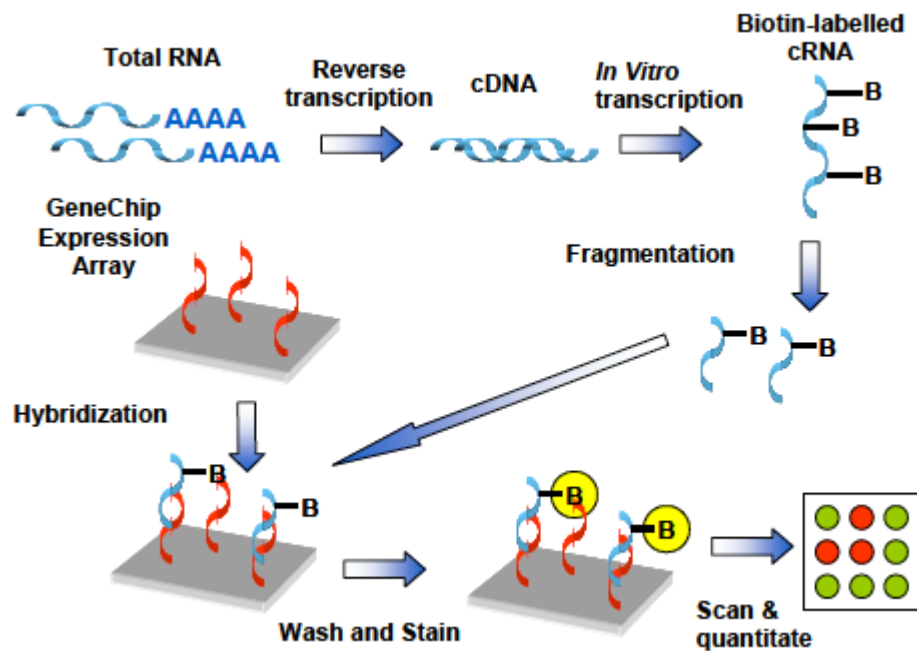 Total RNA
AAAA
AAAA
Reverse
transcription
cDNA
In Vitro
transcription
Biotin-labelled
cRNA
B
B
B
GeneChip
Expression
Array
Fragmentation
B
B
Hybridization
B
B
Wash and Stain
B
B
Scan &
quantitate